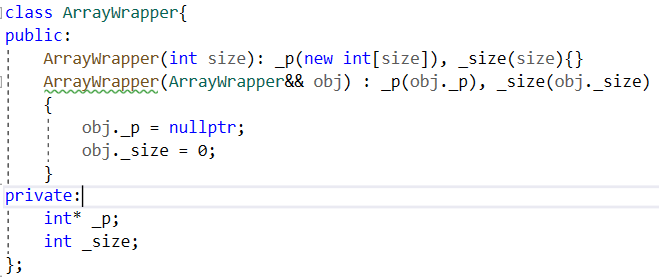 class ArrayWrapper{
public:
    ArrayWrapper(int size): _p(new int[size]), _size(size){}
    ArrayWrapper(ArrayWrapper&& obj) : _p(obj._p), _size(obj._size)
    {
        obj._p = nullptr;
        obj._size = 0;
    }
private:
    int* _p;
    int _size;
};